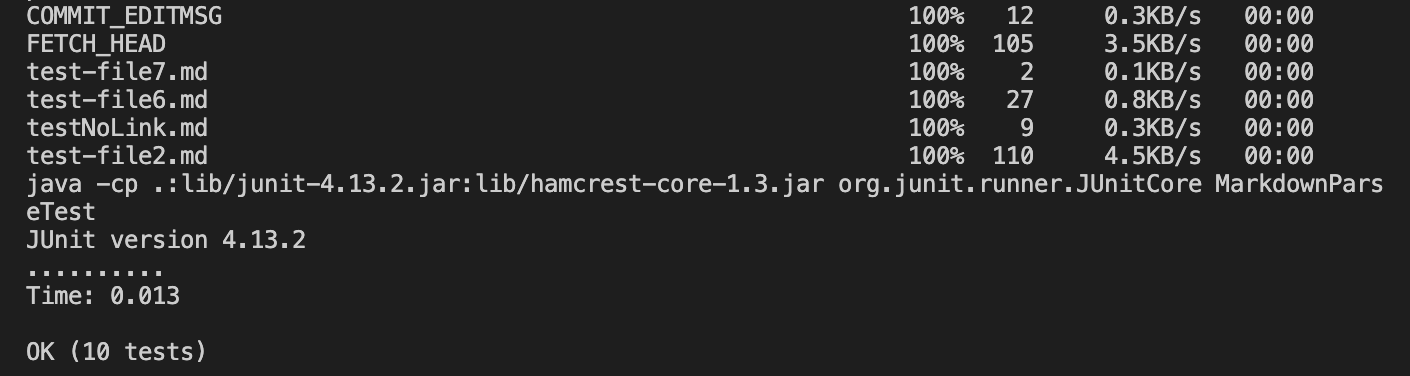 COMMIT_EDITMSG 100% 12 0.3KB/s 00:00
FETCH_HEAD 100% 105 3.5KB/s 00:00
test-file7.md 100% 2 0.1KB/s 00:00
test-file6.md 100% 27 0.8KB/s 00:00
testNoLink.md 100% 9 0.3KB/s 00:00
test-file2.md 100% 110 4.5KB/s 00:00
java -cp .:lib/junit-4.13.2.jar:lib/hamcrest-core-1.3.jar org.junit.runner.JUnitCore MarkdownPars
eTest
JUnit version 4.13.2
..........
Time: 0.013
OK (10 tests)